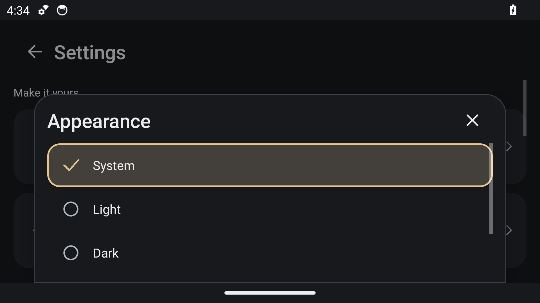 4:34
Settings
Make it yours
Appearance
System
Light
Dark